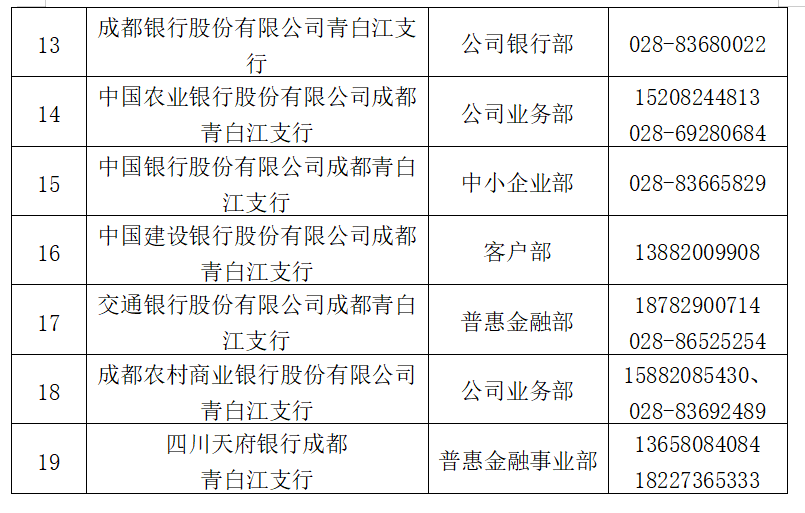 13 成都银行股份有限公司青白江支行 公司银行部 028-83680022
14 中国农业银行股份有限公司成都青白江支行 公司业务部 15208244813 028-69280684
15 中国银行股份有限公司成都青白江支行 中小企业部 028-83665829
16 中国建设银行股份有限公司成都青白江支行 客户部 13882009908
17 交通银行股份有限公司成都青白江支行 普惠金融部 18782900714 028-86525254
18 成都农村商业银行股份有限公司青白江支行 公司业务部 15882085430、028-83692489
19 四川天府银行成都青白江支行 普惠金融事业部 13658084084 18227365333